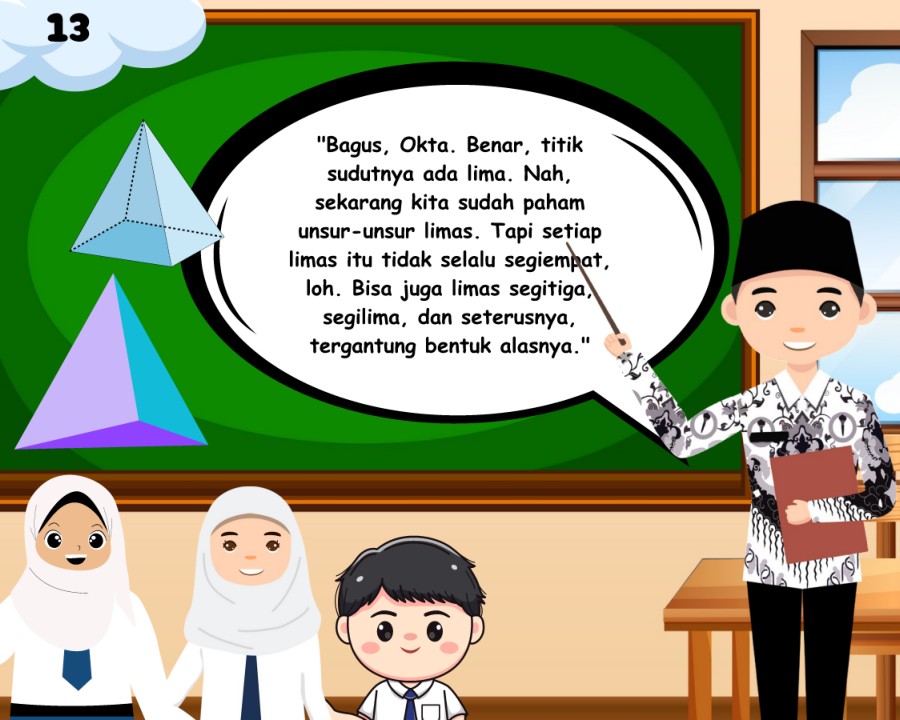 13
"Bagus, Okta. Benar, titik
sudutnya ada lima. Nah,
sekarang kita sudah paham
unsur-unsur limas. Tapi setiap
limas itu tidak selalu segiempat,
loh. Bisa juga limas segitiga,
segilima, dan seterusnya,
tergantung bentuk alasnya."